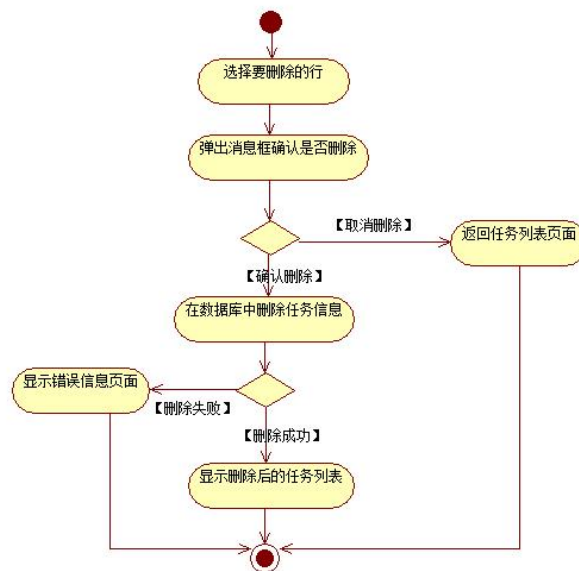 选择要删除的行
弹出消息框确认是否删除
【取消删除】
返回任务列表页面
【确认删除】
在数据库中删除任务信息
显示错误信息页面
【删除失败】
【删除成功】
显示删除后的任务列表